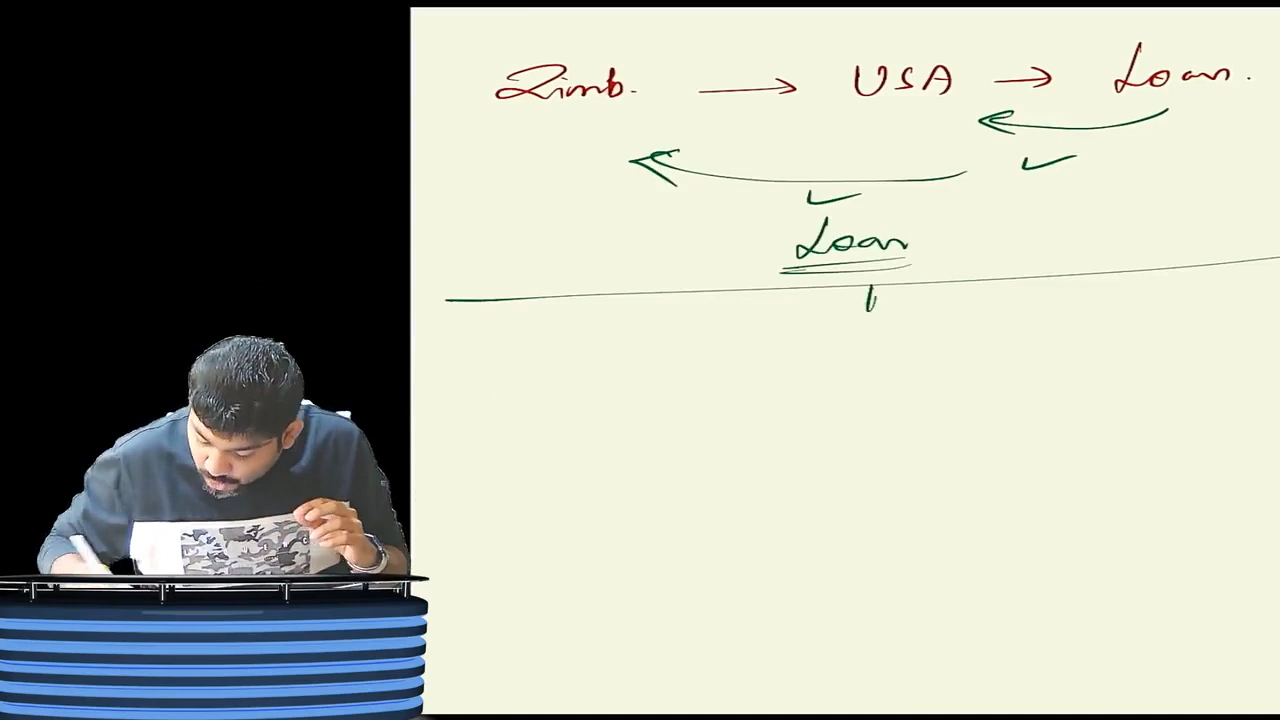 Zimb. → USA → Loan.
Loan